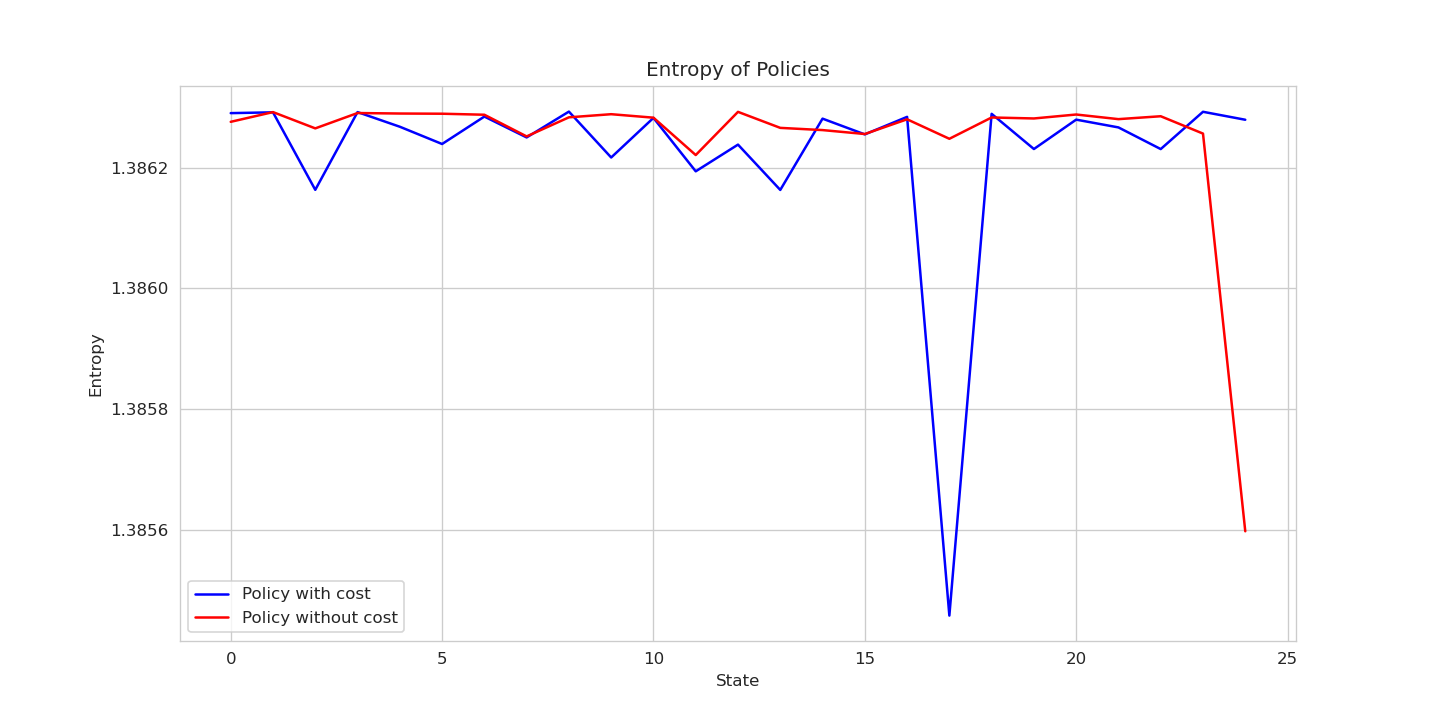 Entropy of Policies
Entropy
1.3862
1.3860
1.3858
1.3856
Policy with cost
Policy without cost
0 5 10 15 20 25
State